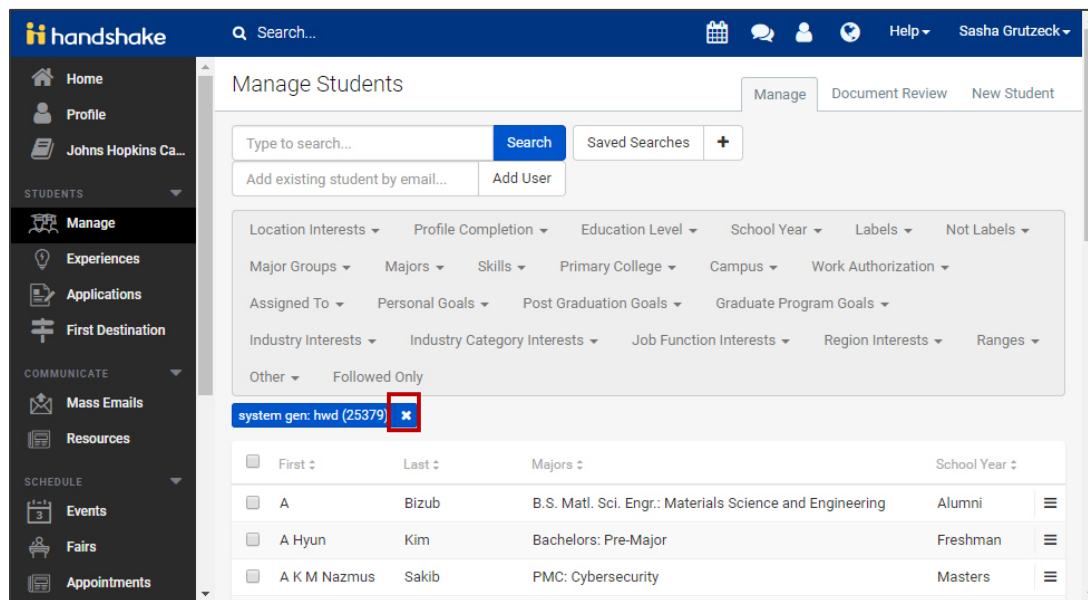 handshake
Search...
Help
Sasha Grutzeck
Home
Profile
Johns Hopkins Ca...
STUDENTS
Manage
Experiences
Applications
First Destination
COMMUNICATE
Mass Emails
Resources
SCHEDULE
3
Events
Fairs
Appointments
Manage Students
Manage
Document Review
New Student
Type to search...
Search
Saved Searches
+
Add existing student by email...
Add User
Location Interests Profile Completion Education Level School Year Labels Not Labels
Major Groups Majors Skills Primary College Campus Work Authorization
Assigned To Personal Goals Post Graduation Goals Graduate Program Goals
Industry Interests Industry Category Interests Job Function Interests Region Interests Ranges
Other Followed Only
system gen: hwd (25379) ✖
First Last Majors School Year
A Bizub B.S. Matl. Sci. Engr.: Materials Science and Engineering Alumni
A Hyun Kim Bachelors: Pre-Major Freshman
A K M Nazmus Sakib PMC: Cybersecurity Masters